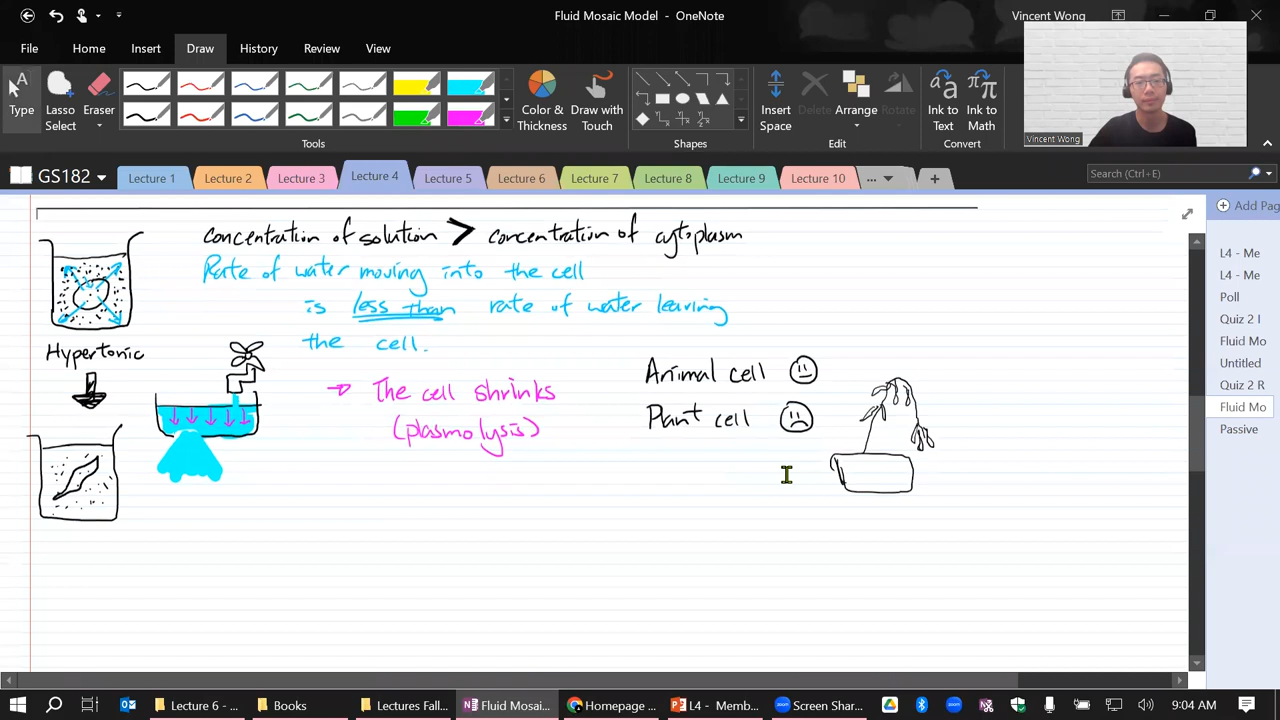 Fluid Mosaic Model - OneNote
Vincent Wong
File Home Insert Draw History Review View
Type
Lasso Select
Eraser
Color & Thickness
Draw with Touch
Insert Space
Delete
Arrange
Rotate
Ink to Text
Ink to Math
Tools
Shapes
Edit
Convert
Vincent Wong
GS182
Lecture 1 Lecture 2 Lecture 3 Lecture 4 Lecture 5 Lecture 6 Lecture 7 Lecture 8 Lecture 9 Lecture 10 ...
Search (Ctrl+E)
Add Pag
L4 - Me
L4 - Me
Poll
Quiz 2 I
Fluid Mo
Untitled
Quiz 2 R
Fluid Mo
Passive
concentration of solution > concentration of cytoplasm
Rate of water moving into the cell
is less than rate of water leaving
the cell.
Hypertonic
→ The cell shrinks
(plasmolysis)
Animal cell
Plant cell
Lecture 6 - ...
Books
Lectures Fall...
Fluid Mosai...
Homepage ...
L4 - Memb...
Screen Sha...
9:04 AM